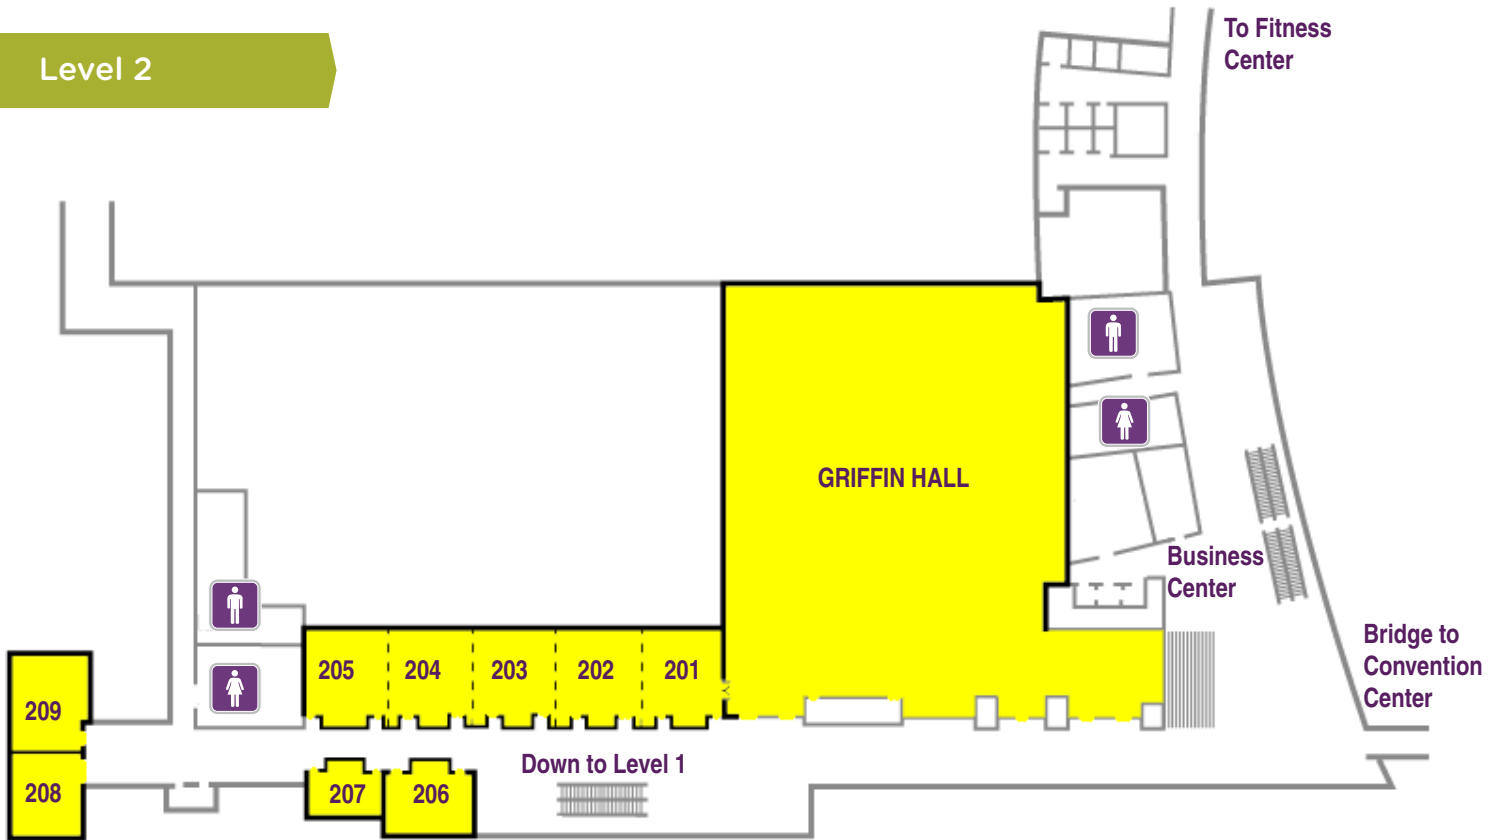 Level 2
To Fitness
Center
GRIFFIN HALL
Business
Center
Bridge to
Convention
Center
205
204
203
202
201
209
208
207
206
Down to Level 1